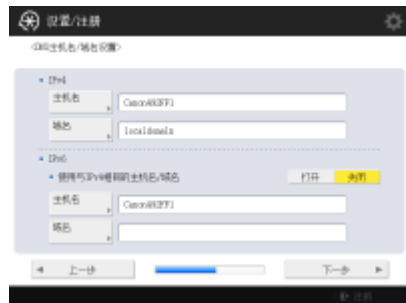 设置/注册
<DNS主机名/域名设置>
IPv4
主机名
域名
localdomain
IPv6
使用与IPv4相同的主机名/域名
打开 关闭
主机名
域名
上一步 下一步
注销